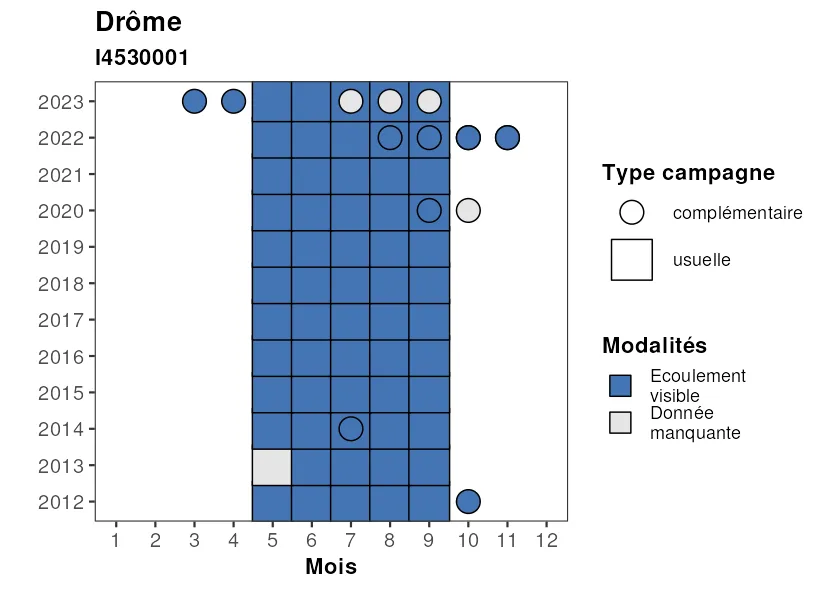 Drôme
I4530001
2023
2022
2021
2020
2019
2018
2017
2016
2015
2014
2013
2012
1 2 3 4 5 6 7 8 9 10 11 12
Mois
Type campagne
complémentaire
usuelle
Modalités
Ecoulement
visible
Donnée
manquante